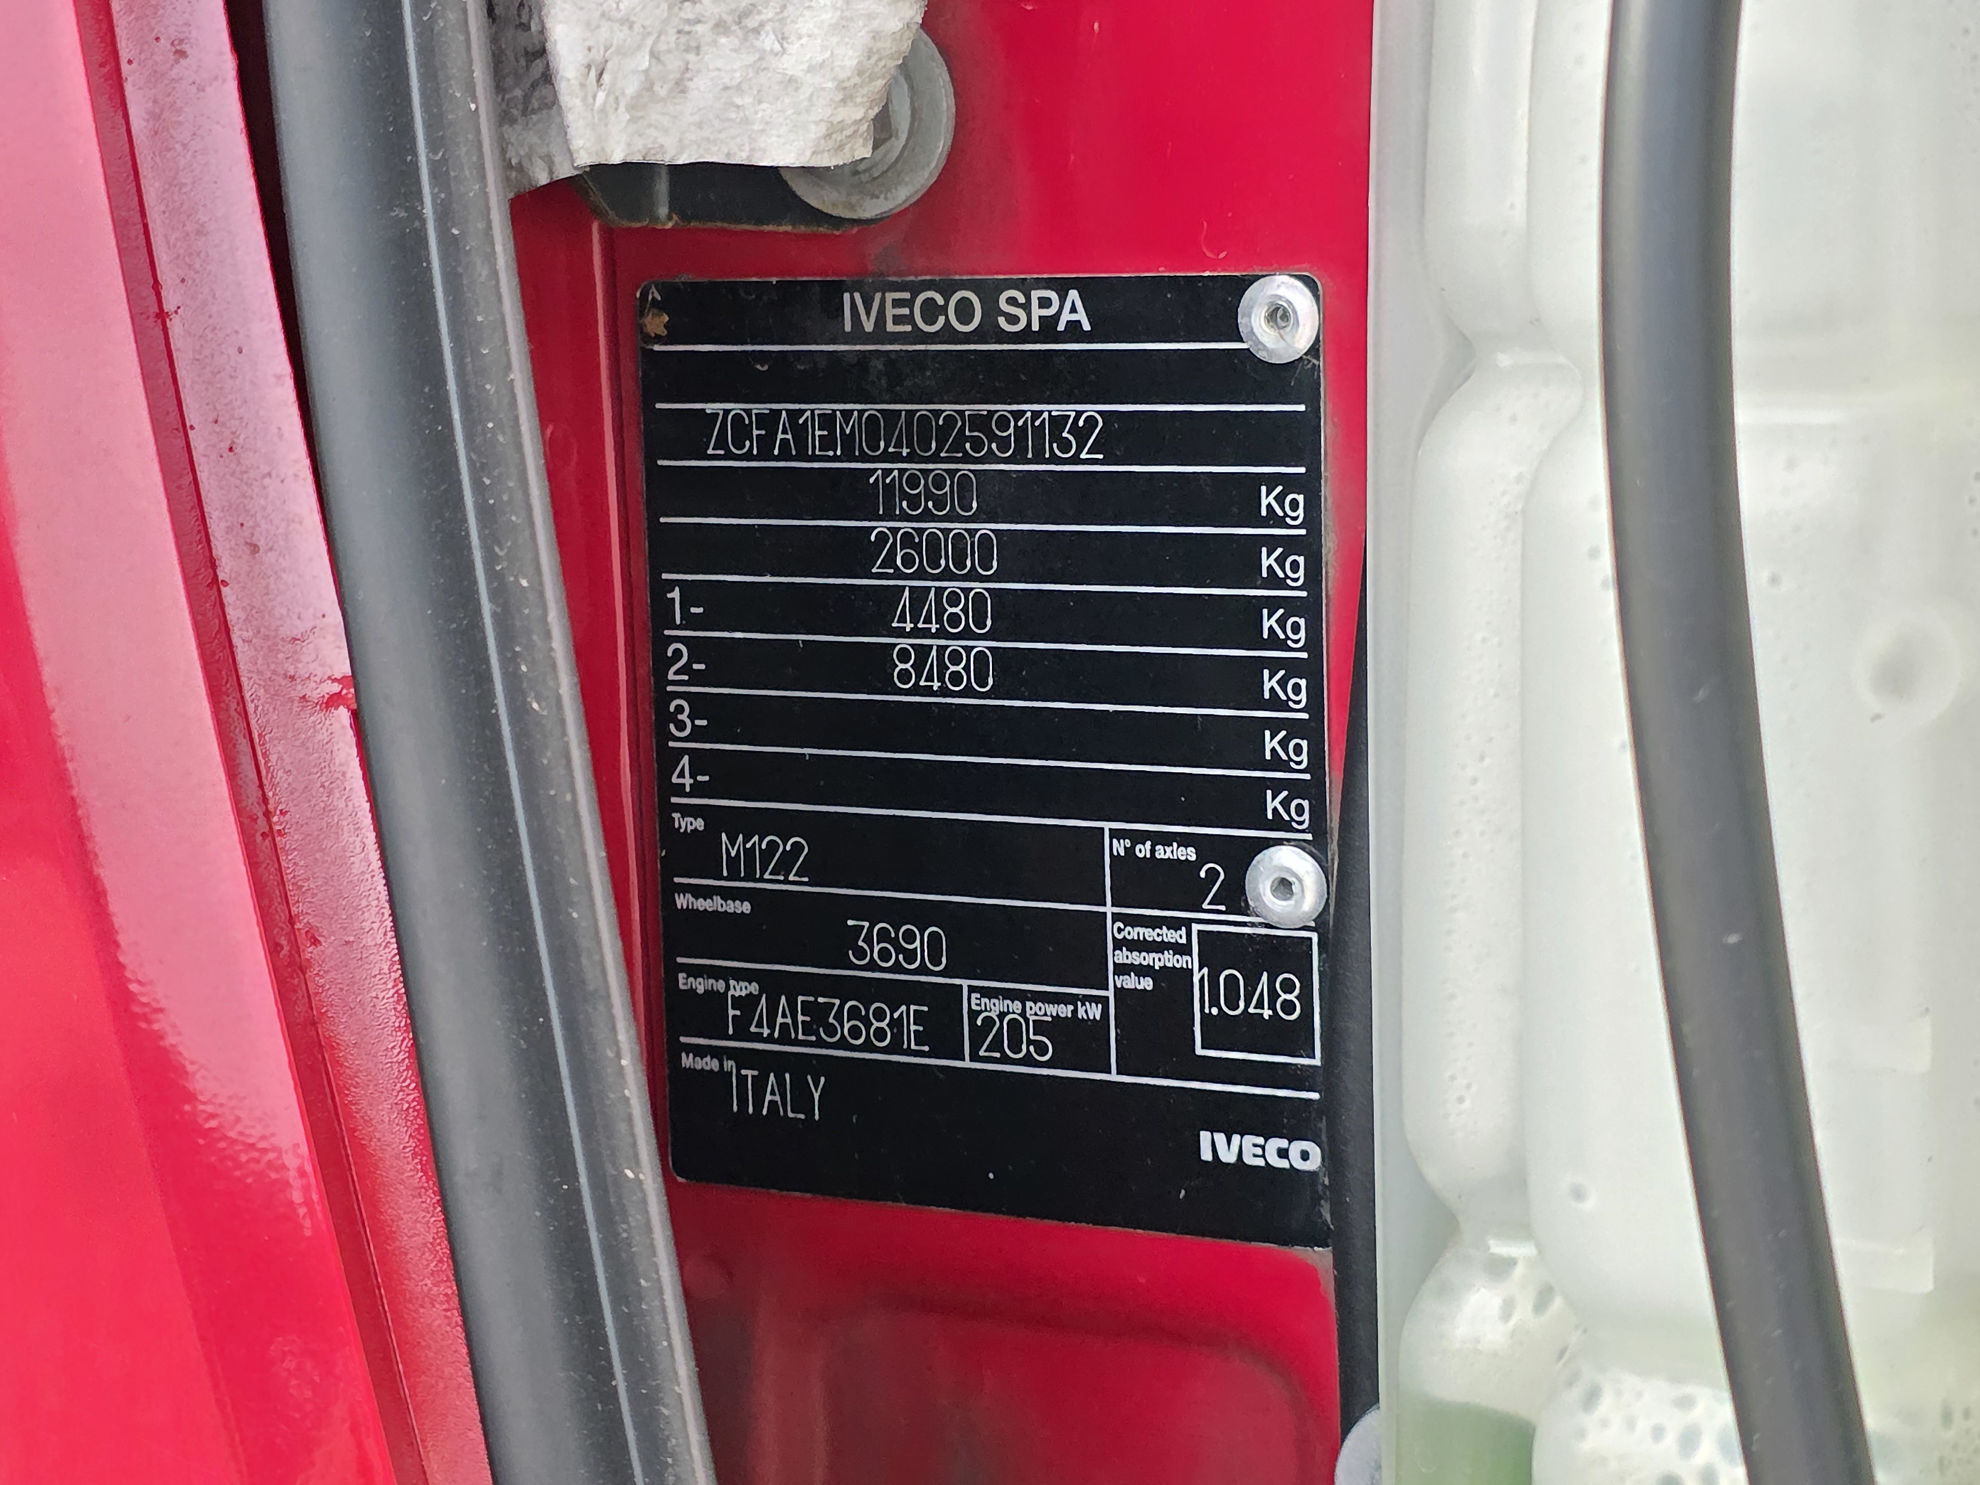 IVECO SPA
ZCFA1EM0402591132
11990 Kg
26000 Kg
1- 4480 Kg
2- 8480 Kg
3- Kg
4- Kg
Type
M122
N° of axles
2
Wheelbase
3690
Corrected
absorption
value
1.048
Engine type
F4AE3681E
Engine power kW
205
Made in
ITALY
IVECO